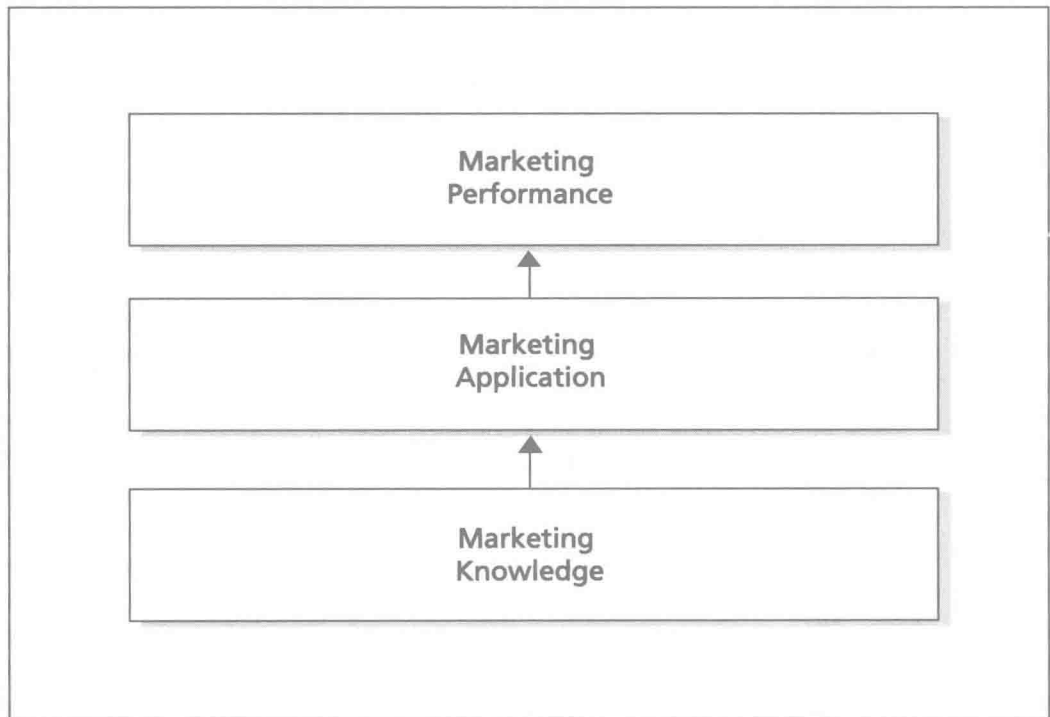 Marketing
Performance
Marketing
Application
Marketing
Knowledge